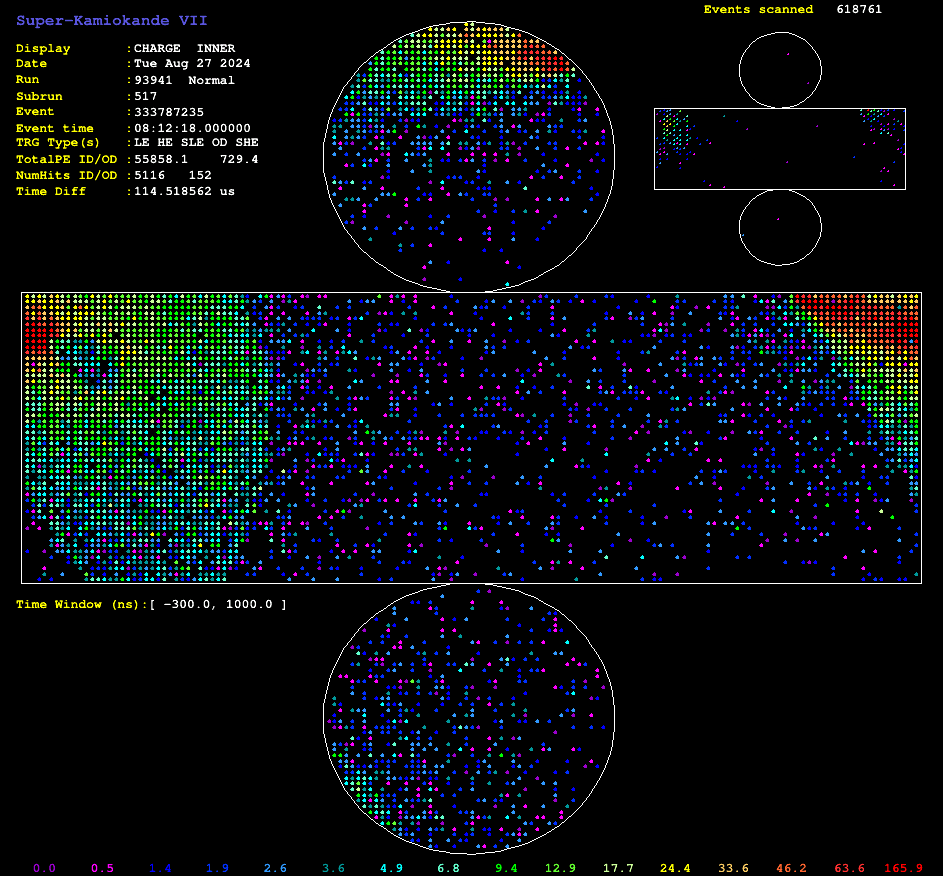 Super-Kamiokande VII
Events scanned 618761
Display :CHARGE INNER
Date :Tue Aug 27 2024
Run :93941 Normal
Subrun :517
Event :333787235
Event time :08:12:18.000000
TRG Type(s) :LE HE SLE OD SHE
TotalPE ID/OD :55858.1 729.4
NumHits ID/OD :5116 152
Time Diff :114.518562 us
Time Window (ns):[ -300.0, 1000.0 ]
0.0 0.5 1.4 1.9 2.6 3.6 4.9 6.8 9.4 12.9 17.7 24.4 33.6 46.2 63.6 165.9